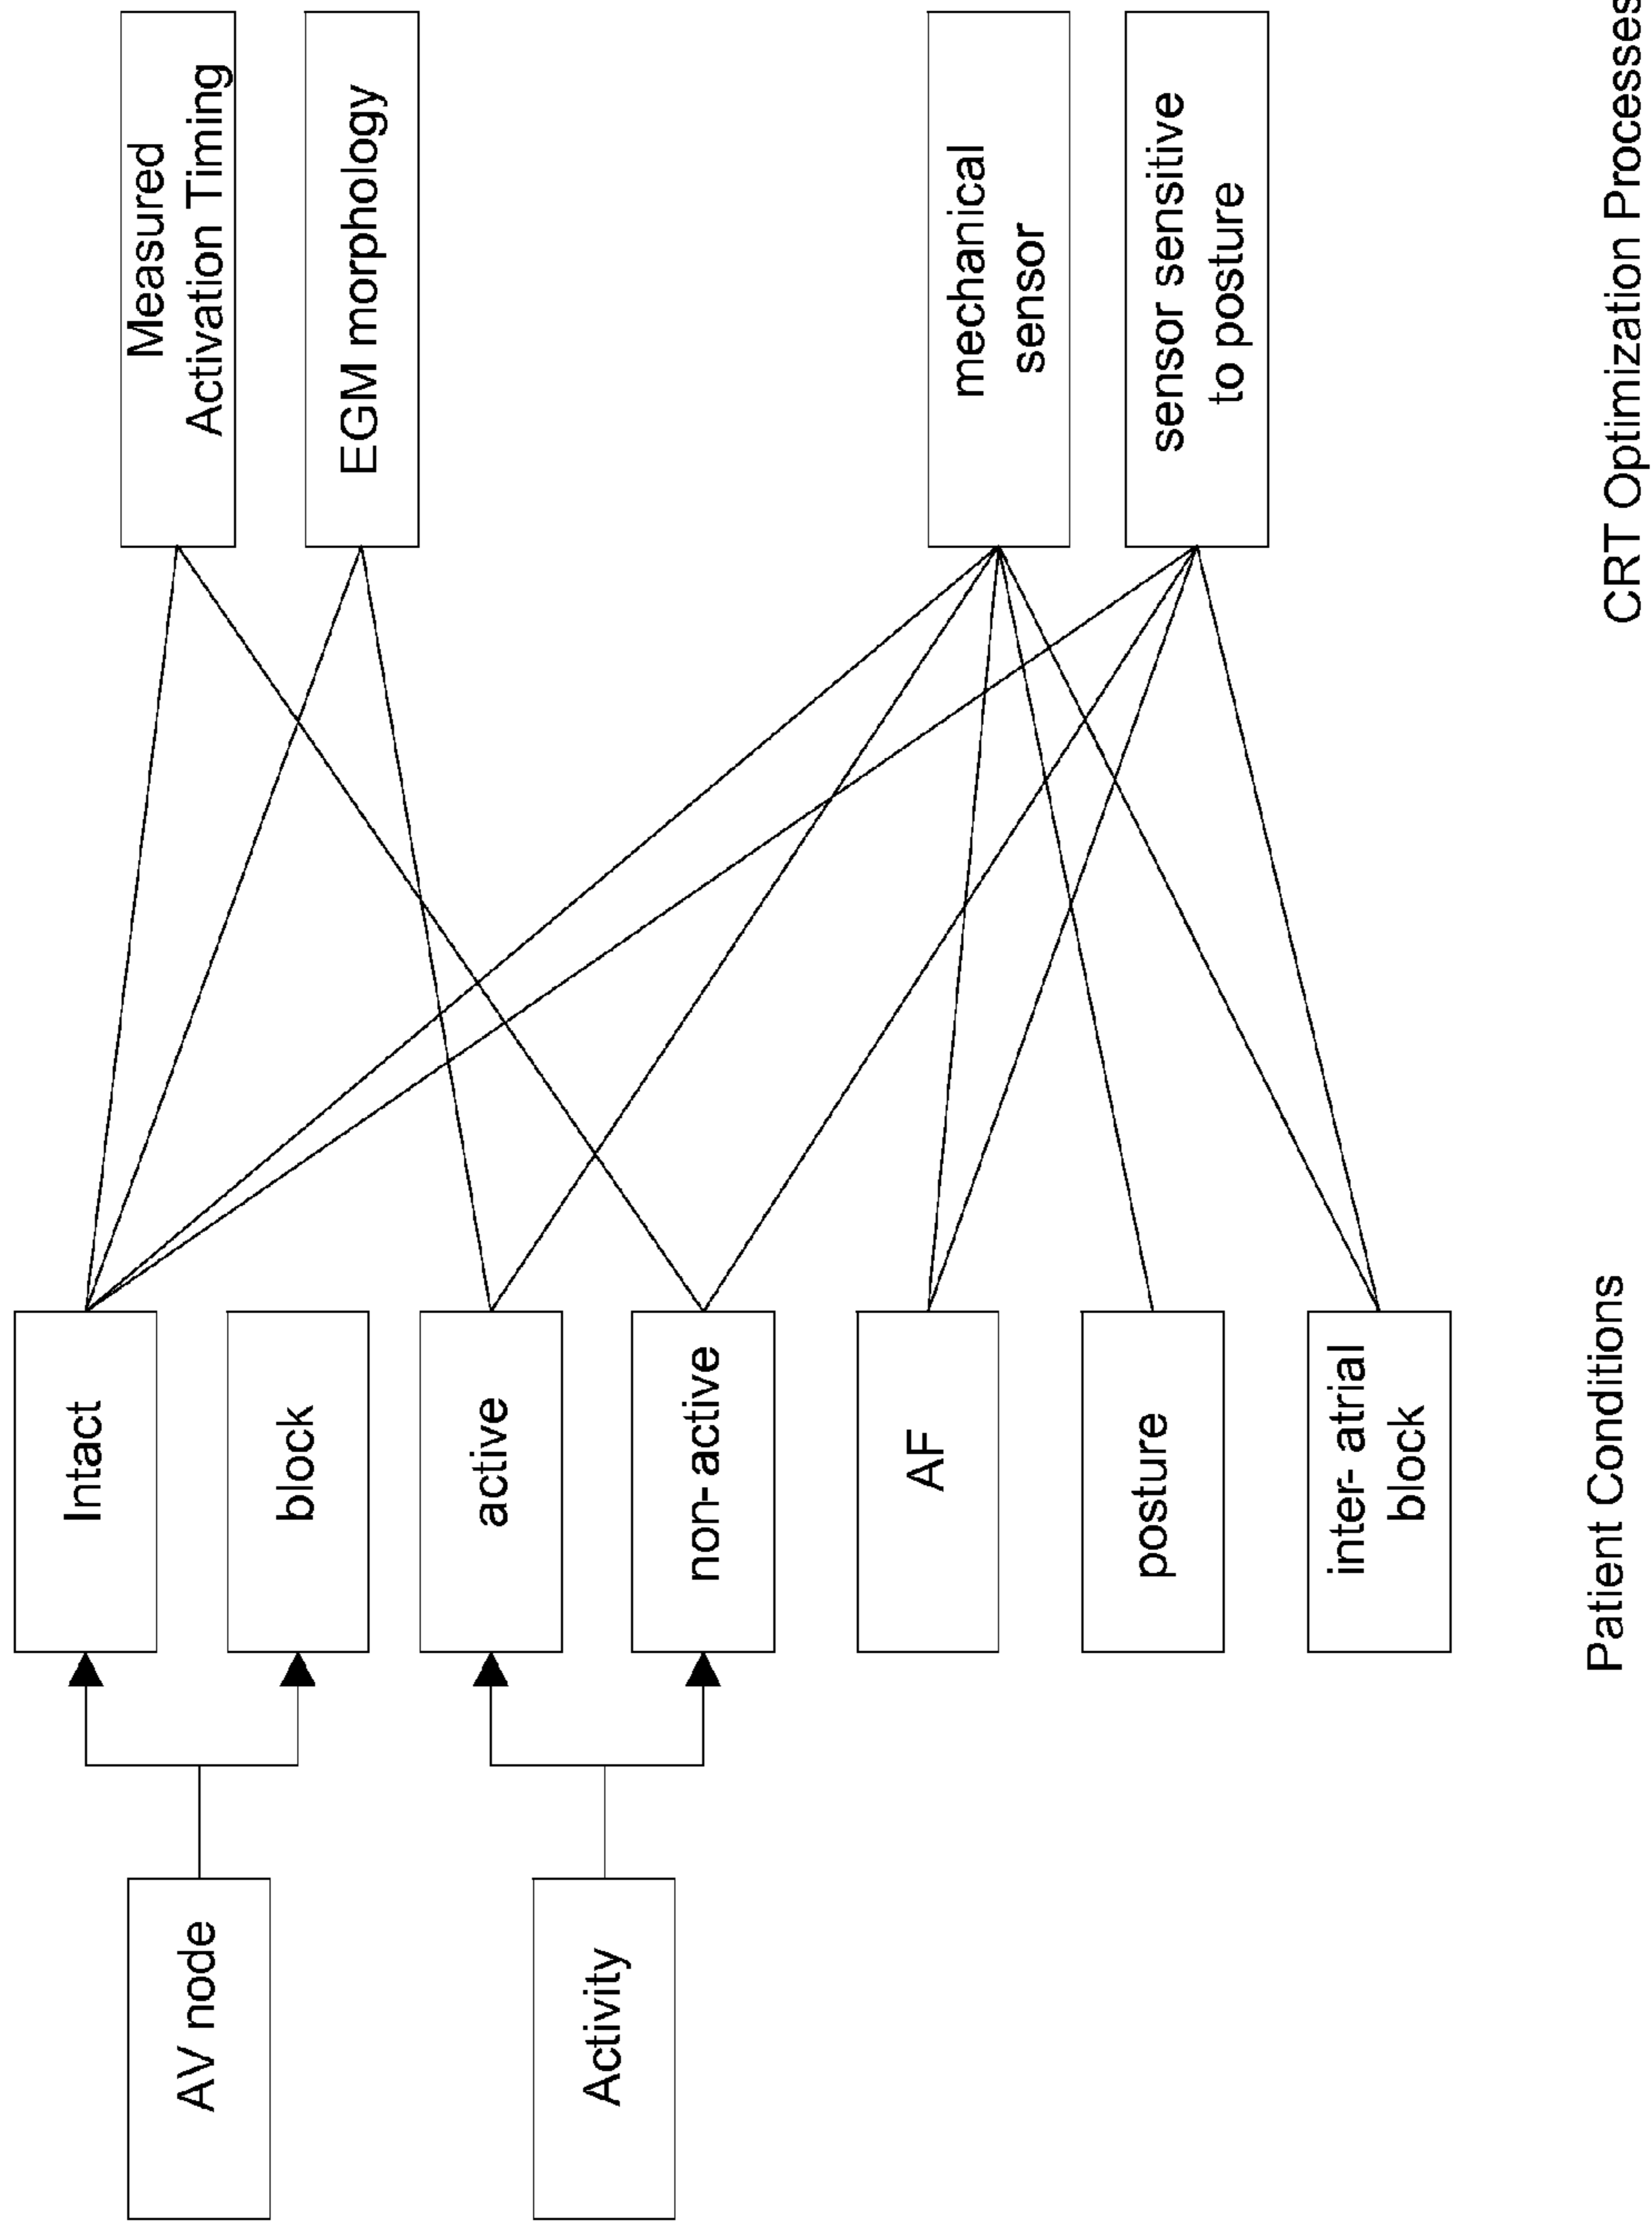 AV node
Activity
Intact
block
active
non- active
AF
posture
inter- atrial
block
Patient Conditions
Measured
Activation Timing
EGM morphology
mechanical
sensor
sensor sensitive
to posture
CRT Optimization Processes